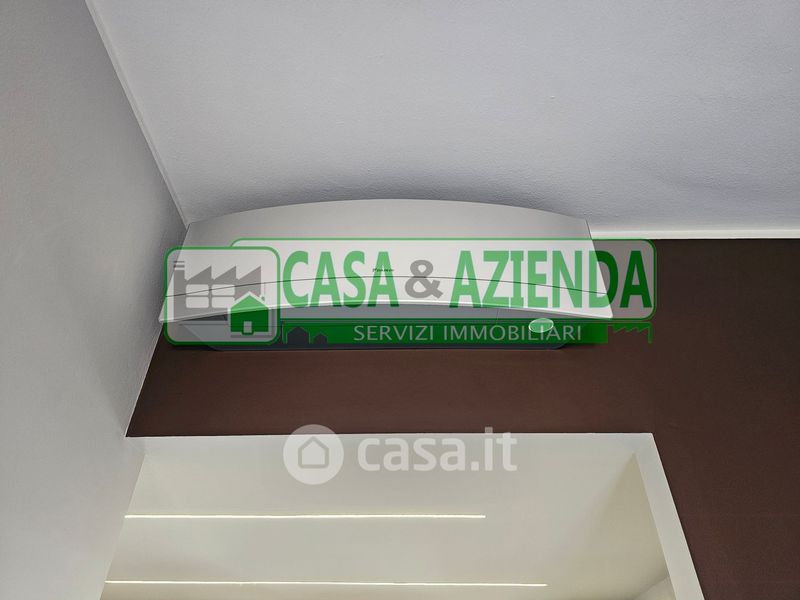 CASA & AZIENDA
SERVIZI IMMOBILIARI
casa.it